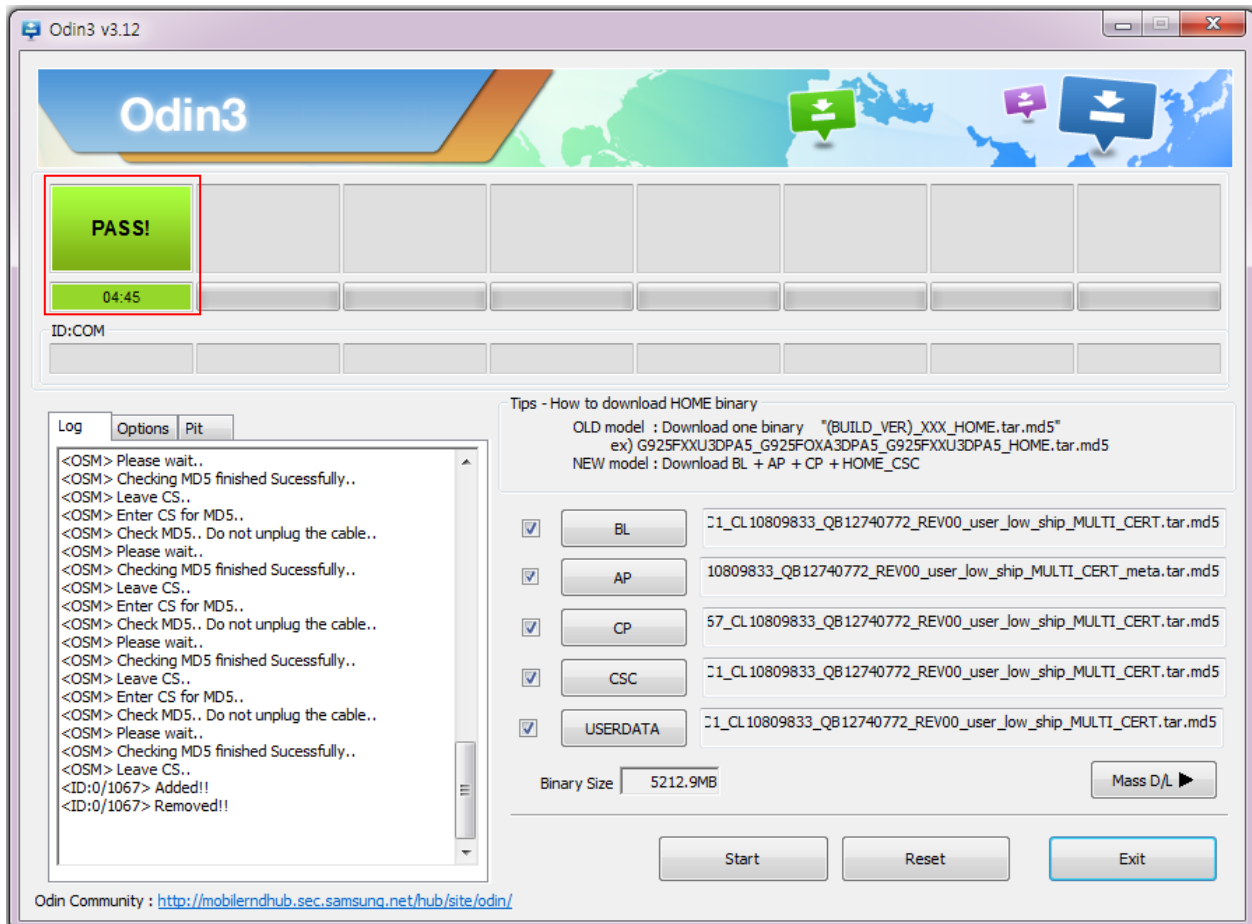 Odin3 v3.12
Odin3
PASS!
04:45
ID:COM
Log
Options
Pit
<OSM> Please wait..
<OSM> Checking MD5 finished Sucessfully..
<OSM> Leave CS..
<OSM> Enter CS for MD5..
<OSM> Check MD5.. Do not unplug the cable..
<OSM> Please wait..
<OSM> Checking MD5 finished Sucessfully..
<OSM> Leave CS..
<OSM> Enter CS for MD5..
<OSM> Check MD5.. Do not unplug the cable..
<OSM> Please wait..
<OSM> Checking MD5 finished Sucessfully..
<OSM> Leave CS..
<OSM> Enter CS for MD5..
<OSM> Check MD5.. Do not unplug the cable..
<OSM> Please wait..
<OSM> Checking MD5 finished Sucessfully..
<OSM> Leave CS..
<ID:0/1067> Added!!
<ID:0/1067> Removed!!
Tips - How to download HOME binary
OLD model : Download one binary "(BUILD_VER)_XXX_HOME.tar.md5"
ex) G925FXXU3DPA5_G925FOXA3DPA5_G925FXXU3DPA5_HOME.tar.md5
NEW model : Download BL + AP + CP + HOME_CSC
BL C1_CL10809833_QB12740772_REV00_user_low_ship_MULTI_CERT.tar.md5
AP 10809833_QB12740772_REV00_user_low_ship_MULTI_CERT_meta.tar.md5
CP 57_CL10809833_QB12740772_REV00_user_low_ship_MULTI_CERT.tar.md5
CSC C1_CL10809833_QB12740772_REV00_user_low_ship_MULTI_CERT.tar.md5
USERDATA C1_CL10809833_QB12740772_REV00_user_low_ship_MULTI_CERT.tar.md5
Binary Size 5212.9MB
Mass D/L
Start
Reset
Exit
Odin Community : http://mobilerndhub.sec.samsung.net/hub/site/odin/